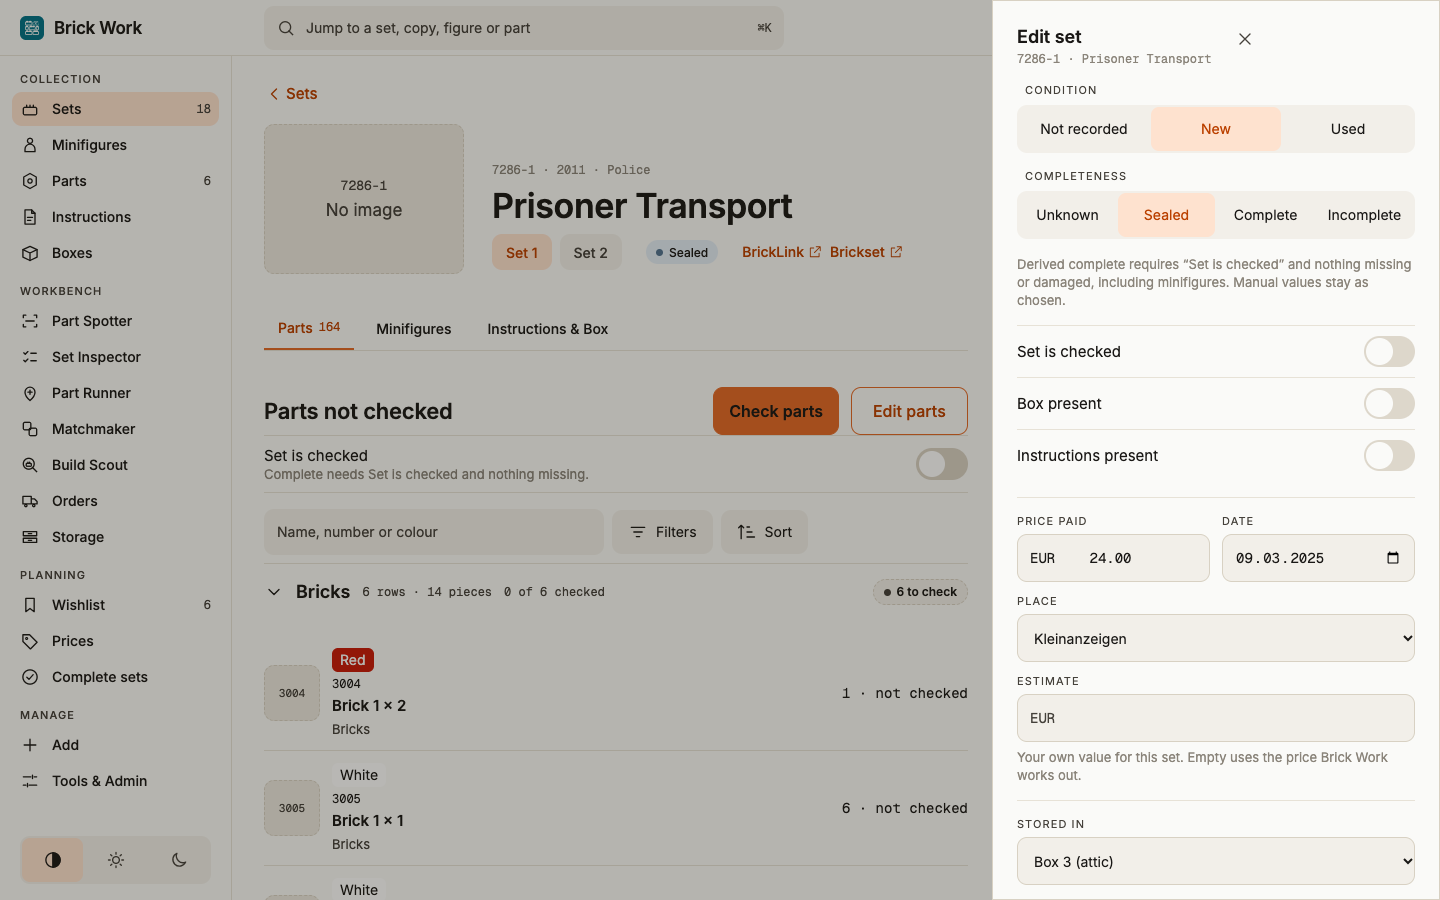 Brick Work
Jump to a set, copy, figure or part
⌘K
COLLECTION
Sets 18
Minifigures
Parts 6
Instructions
Boxes
WORKBENCH
Part Spotter
Set Inspector
Part Runner
Matchmaker
Build Scout
Orders
Storage
PLANNING
Wishlist 6
Prices
Complete sets
MANAGE
Add
Tools & Admin
Sets
7286-1
No image
7286-1 · 2011 · Police
Prisoner Transport
Set 1 Set 2 Sealed BrickLink Brickset
Parts 164 Minifigures Instructions & Box
Parts not checked
Check parts Edit parts
Set is checked
Complete needs Set is checked and nothing missing.
Name, number or colour Filters Sort
Bricks 6 rows · 14 pieces 0 of 6 checked 6 to check
3004
Red
3004
Brick 1 × 2
Bricks
1 · not checked
3005
White
3005
Brick 1 × 1
Bricks
6 · not checked
White
Edit set
7286-1 · Prisoner Transport
CONDITION
Not recorded New Used
COMPLETENESS
Unknown Sealed Complete Incomplete
Derived complete requires “Set is checked” and nothing missing
or damaged, including minifigures. Manual values stay as
chosen.
Set is checked
Box present
Instructions present
PRICE PAID DATE
EUR 24.00 09.03.2025
PLACE
Kleinanzeigen
ESTIMATE
EUR
Your own value for this set. Empty uses the price Brick Work
works out.
STORED IN
Box 3 (attic)